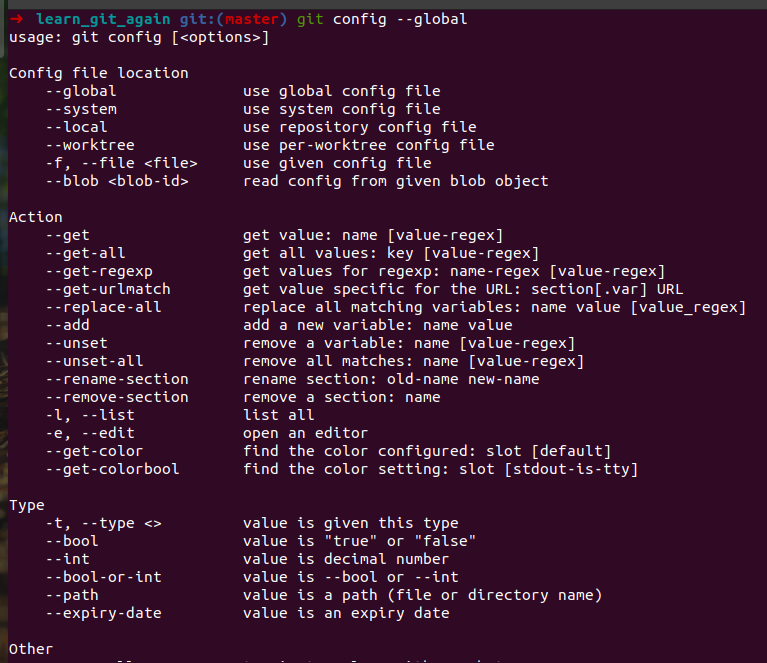 → learn_git_again git:(master) git config --global
usage: git config [<options>]
Config file location
--global use global config file
--system use system config file
--local use repository config file
--worktree use per-worktree config file
-f, --file <file> use given config file
--blob <blob-id> read config from given blob object
Action
--get get value: name [value-regex]
--get-all get all values: key [value-regex]
--get-regexp get values for regexp: name-regex [value-regex]
--get-urlmatch get value specific for the URL: section[.var] URL
--replace-all replace all matching variables: name value [value_regex]
--add add a new variable: name value
--unset remove a variable: name [value-regex]
--unset-all remove all matches: name [value-regex]
--rename-section rename section: old-name new-name
--remove-section remove a section: name
-l, --list list all
-e, --edit open an editor
--get-color find the color configured: slot [default]
--get-colorbool find the color setting: slot [stdout-is-tty]
Type
-t, --type <> value is given this type
--bool value is "true" or "false"
--int value is decimal number
--bool-or-int value is --bool or --int
--path value is a path (file or directory name)
--expiry-date value is an expiry date
Other